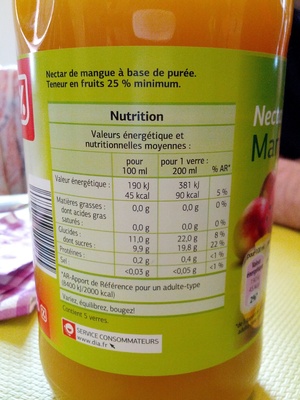 Nectar de mangue à base de purée.
Teneur en fruits 25 % minimum.
Nutrition
Valeurs énergétique et
nutritionnelles moyennes :
pour 100 ml pour 1 verre : 200 ml % AR*
Valeur énergétique : 190 kJ 381 kJ
45 kcal 90 kcal 5 %
Matières grasses : 0,0 g 0,0 g 0 %
dont acides gras
saturés : 0,0 g 0,0 g 0 %
Glucides : 11,0 g 22,0 g 8 %
dont sucres : 9,9 g 19,8 g 22 %
Protéines : 0,2 g 0,4 g <1 %
Sel : <0,03 g <0,05 g <1 %
*AR-Apport de Référence pour un adulte-type
(8400 kJ/2000 kcal)
Variez, équilibrez, bougez!
Contient 5 verres.
SERVICE CONSOMMATEURS
www.dia.fr
Nect
Man